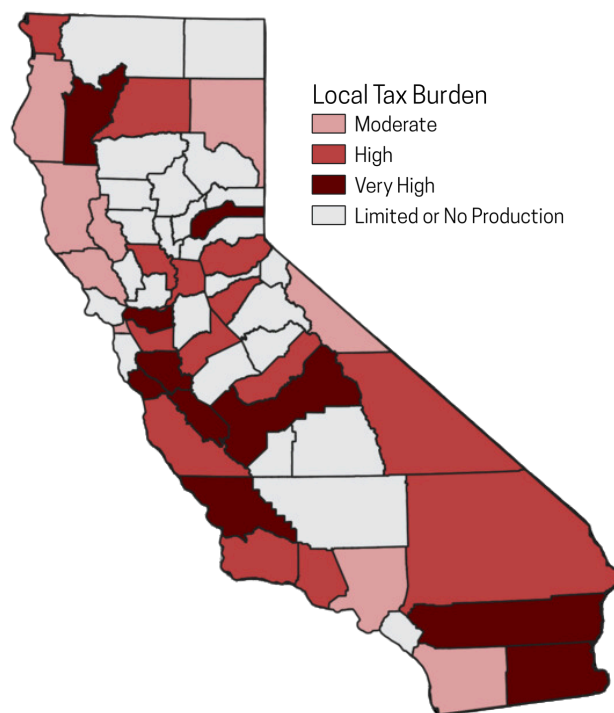 Local Tax Burden
Moderate
High
Very High
Limited or No Production